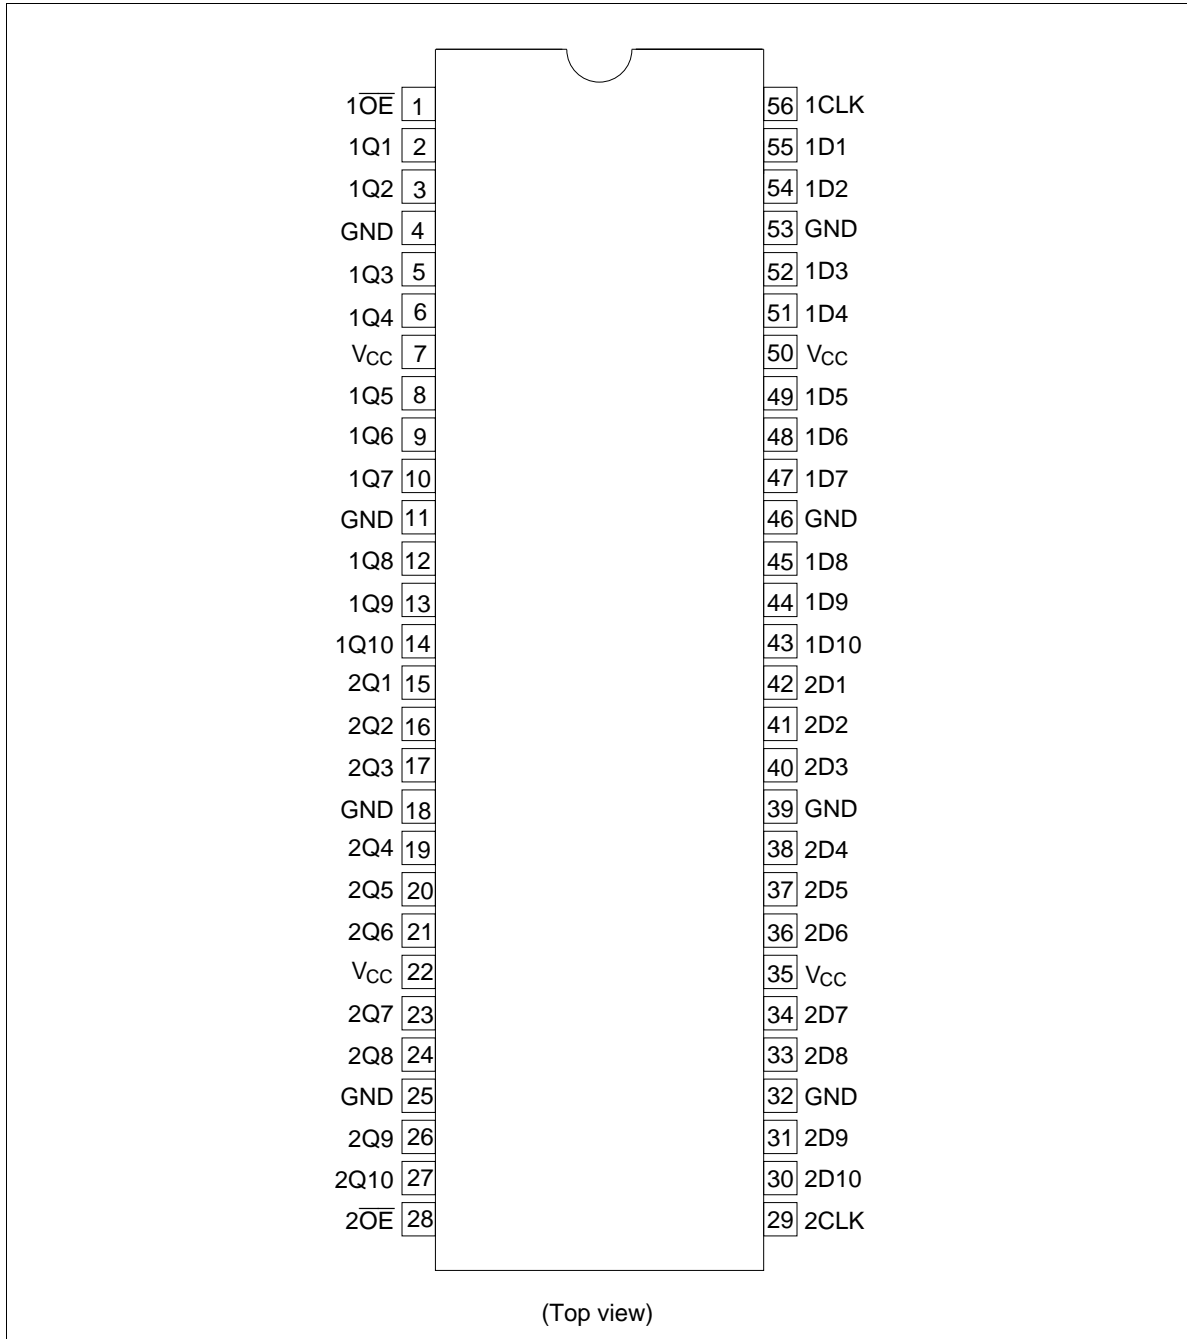 1O̅E̅ 1 56 1CLK
1Q1 2 55 1D1
1Q2 3 54 1D2
GND 4 53 GND
1Q3 5 52 1D3
1Q4 6 51 1D4
VCC 7 50 VCC
1Q5 8 49 1D5
1Q6 9 48 1D6
1Q7 10 47 1D7
GND 11 46 GND
1Q8 12 45 1D8
1Q9 13 44 1D9
1Q10 14 43 1D10
2Q1 15 42 2D1
2Q2 16 41 2D2
2Q3 17 40 2D3
GND 18 39 GND
2Q4 19 38 2D4
2Q5 20 37 2D5
2Q6 21 36 2D6
VCC 22 35 VCC
2Q7 23 34 2D7
2Q8 24 33 2D8
GND 25 32 GND
2Q9 26 31 2D9
2Q10 27 30 2D10
2O̅E̅ 28 29 2CLK
(Top view)